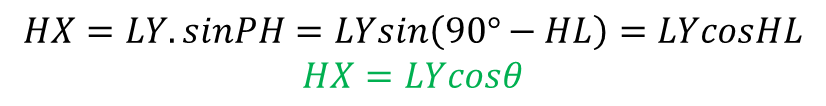 HX = LY.sinPH = LYsin(90° − HL) = LYcosHL
HX = LYcosθ